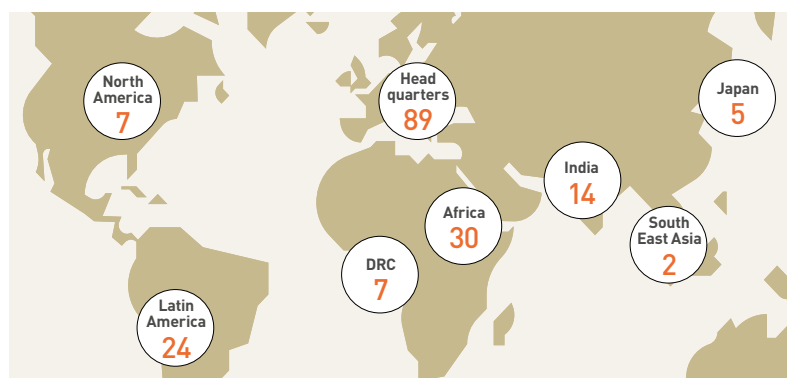 North
America
7
Head
quarters
89
Japan
5
India
14
Africa
30
South
East Asia
2
DRC
7
Latin
America
24